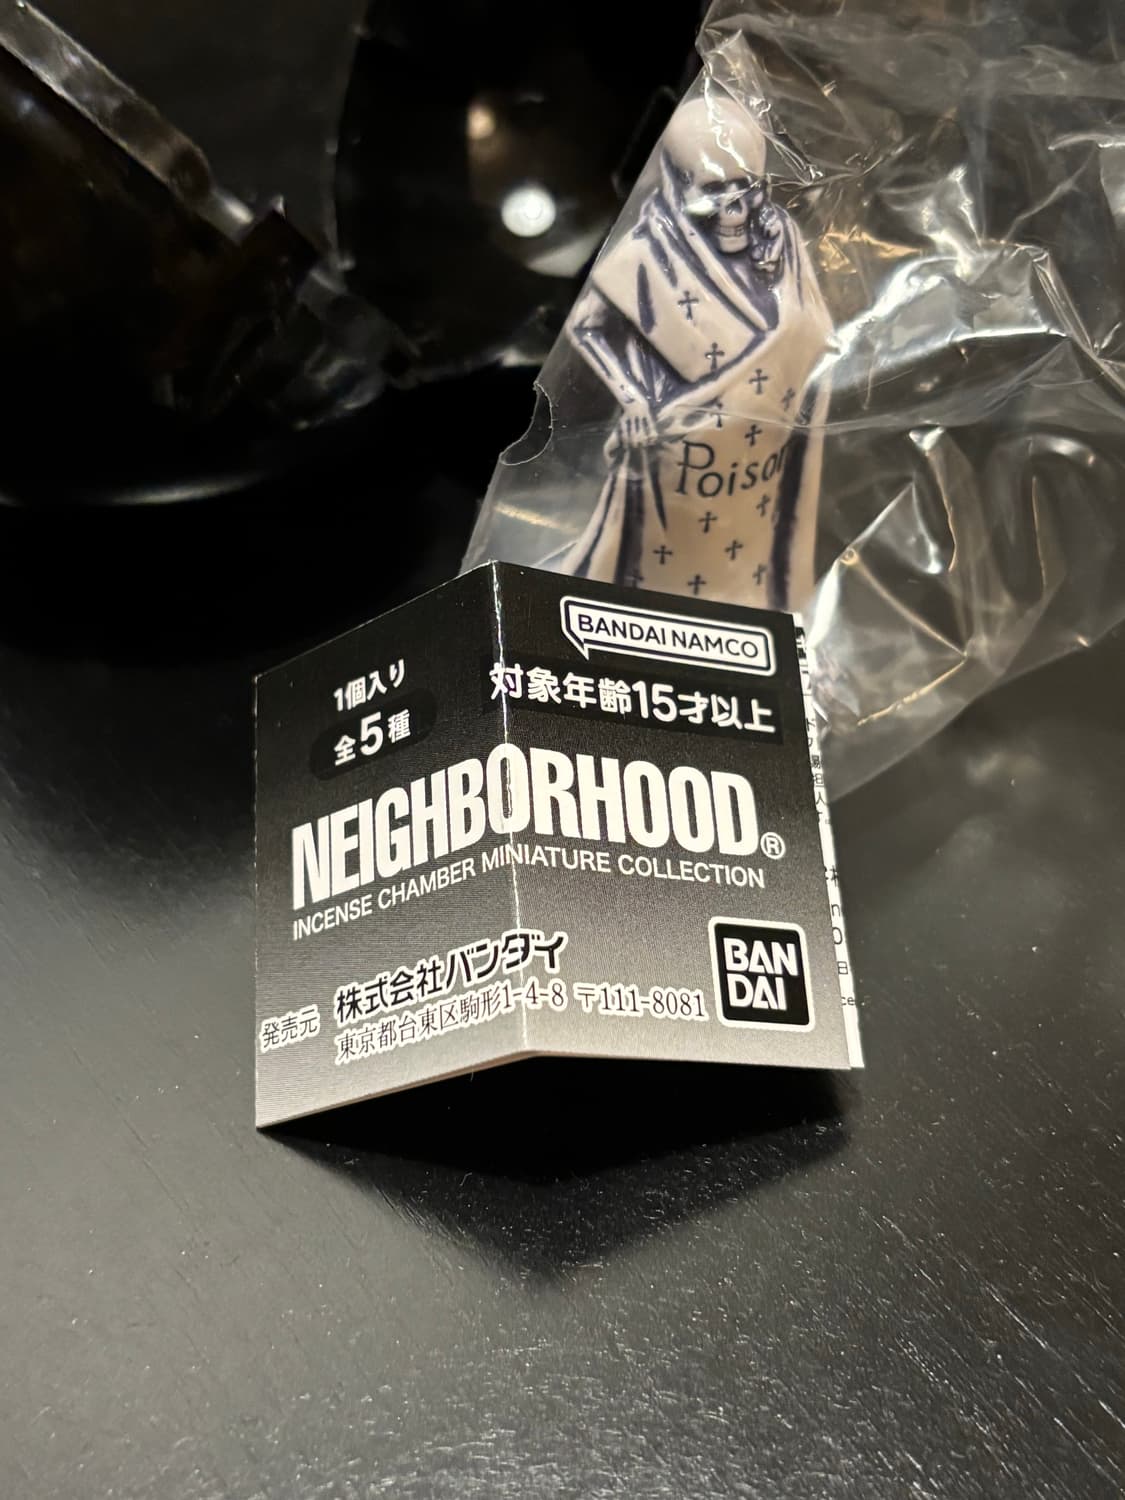 Poison
BANDAI NAMCO
1個入り
全5種
対象年齢15才以上
NEIGHBORHOOD®
INCENSE CHAMBER MINIATURE COLLECTION
発売元
株式会社バンダイ
東京都台東区駒形1-4-8 〒111-8081
BAN
DAI